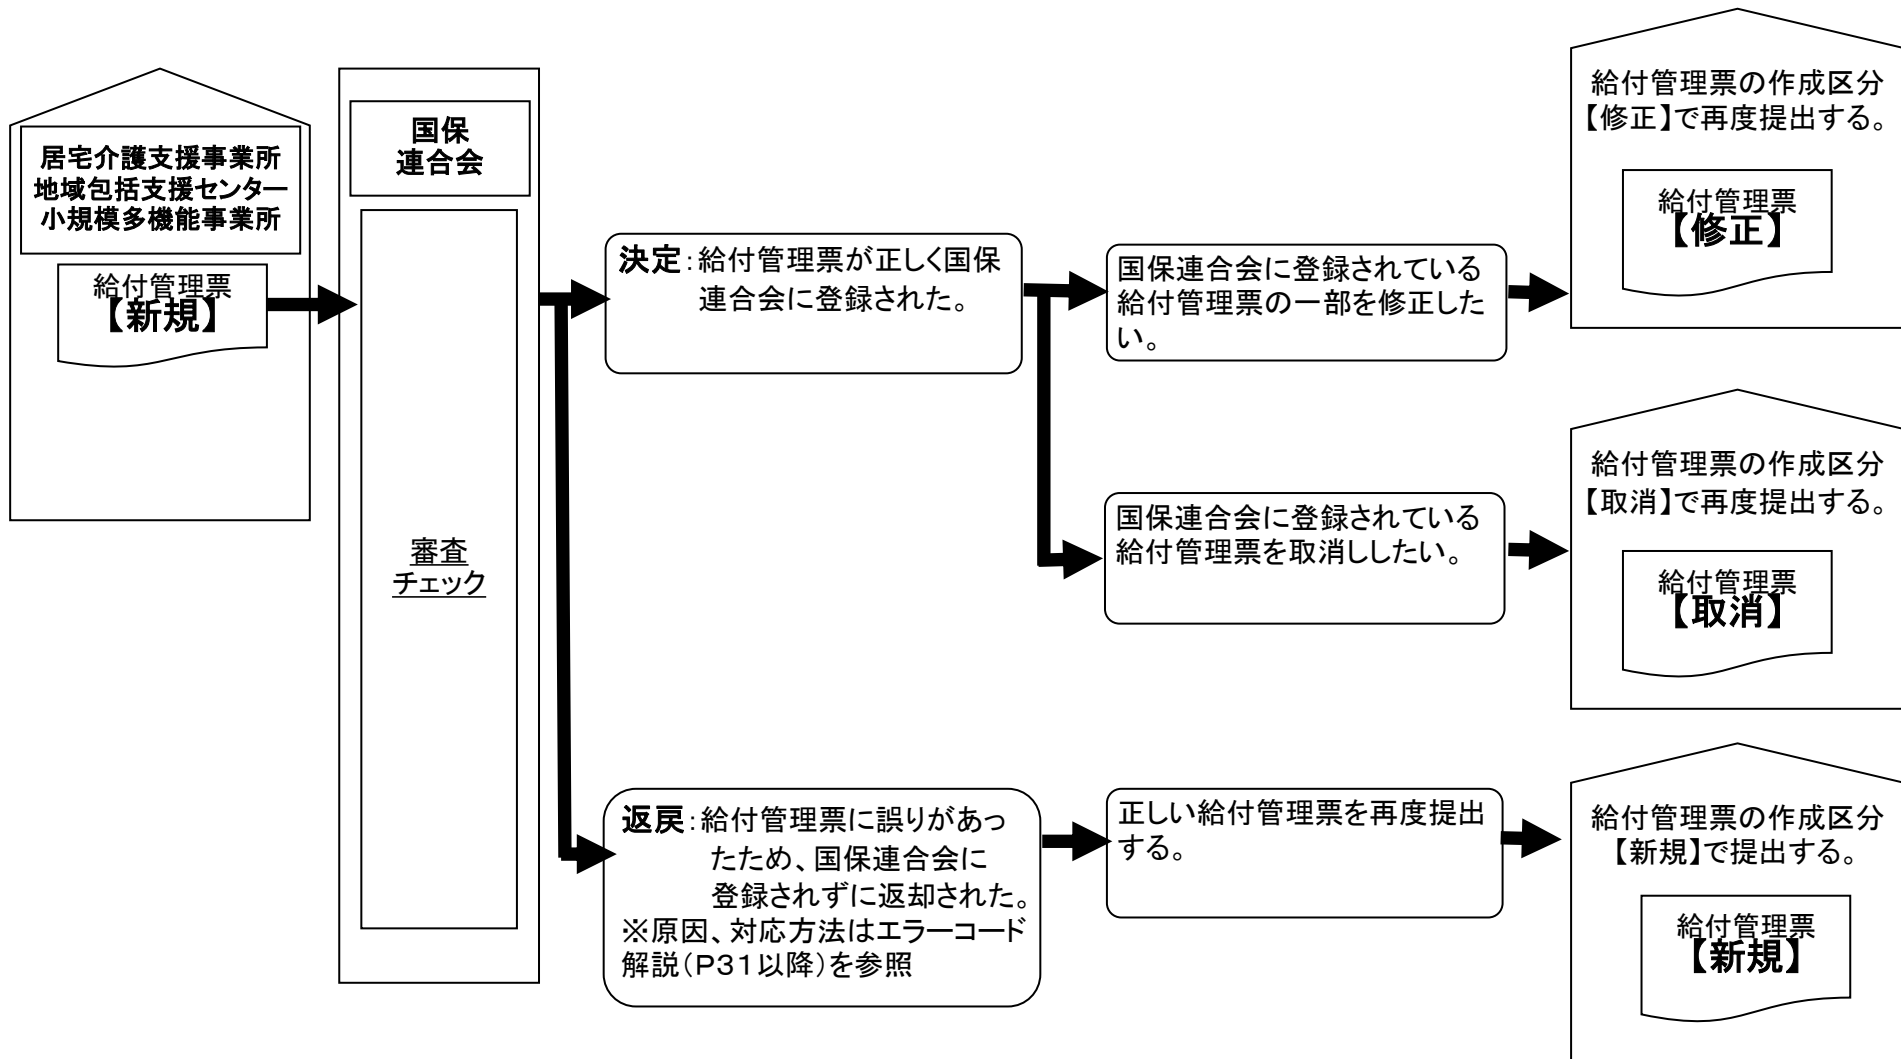 居宅介護支援事業所
地域包括支援センター
小規模多機能事業所
給付管理票
【新規】
国保
連合会
審査
チェック
決定：給付管理票が正しく国保
連合会に登録された。
国保連合会に登録されている
給付管理票の一部を修正した
い。
給付管理票の作成区分
【修正】で再度提出する。
給付管理票
【修正】
国保連合会に登録されている
給付管理票を取消ししたい。
給付管理票の作成区分
【取消】で再度提出する。
給付管理票
【取消】
返戻：給付管理票に誤りがあっ
たため、国保連合会に
登録されずに返却された。
※原因、対応方法はエラーコード
解説（P31以降）を参照
正しい給付管理票を再度提出
する。
給付管理票の作成区分
【新規】で提出する。
給付管理票
【新規】